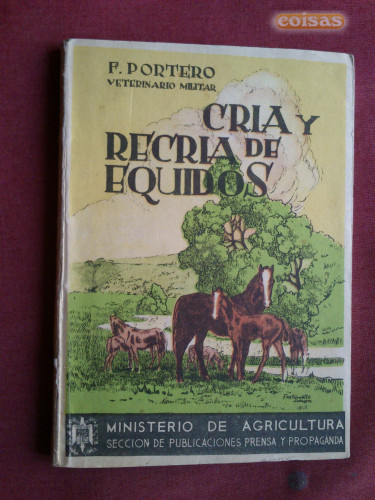 coisas
F. PORTERO
VETERINARIO MILITAR
CRIA Y
RECRIA DE
EQUIDOS
MINISTERIO DE AGRICULTURA
SECCION DE PUBLICACIONES PRENSA Y PROPAGANDA